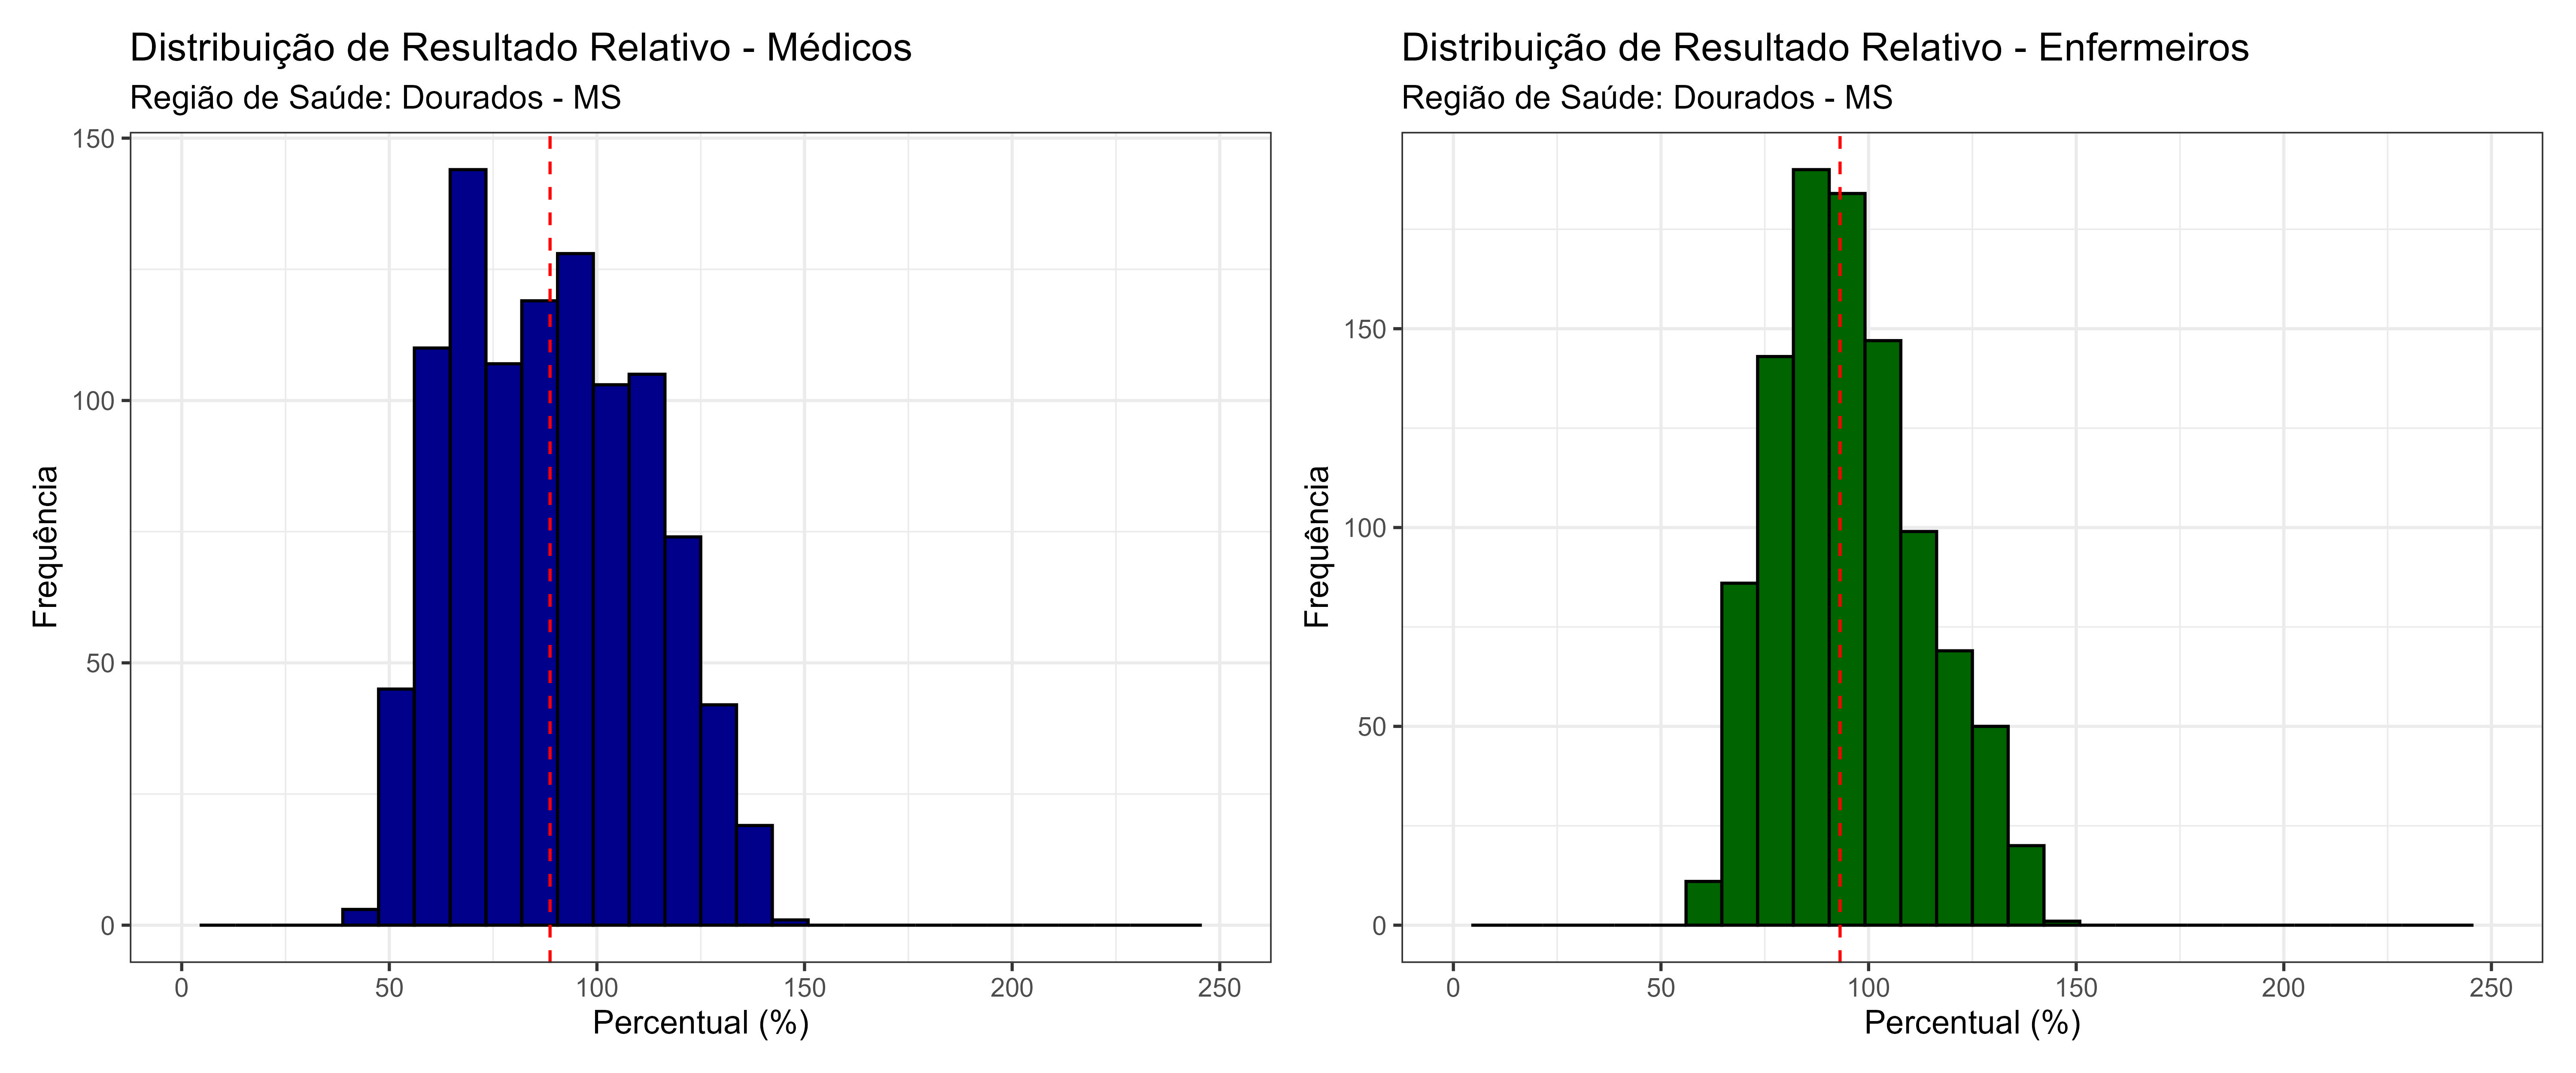 Distribuição de Resultado Relativo - Médicos
Região de Saúde: Dourados - MS
150
100
50
0
Frequência
0 50 100 150 200 250
Percentual (%)
Distribuição de Resultado Relativo - Enfermeiros
Região de Saúde: Dourados - MS
150
100
50
0
Frequência
0 50 100 150 200 250
Percentual (%)